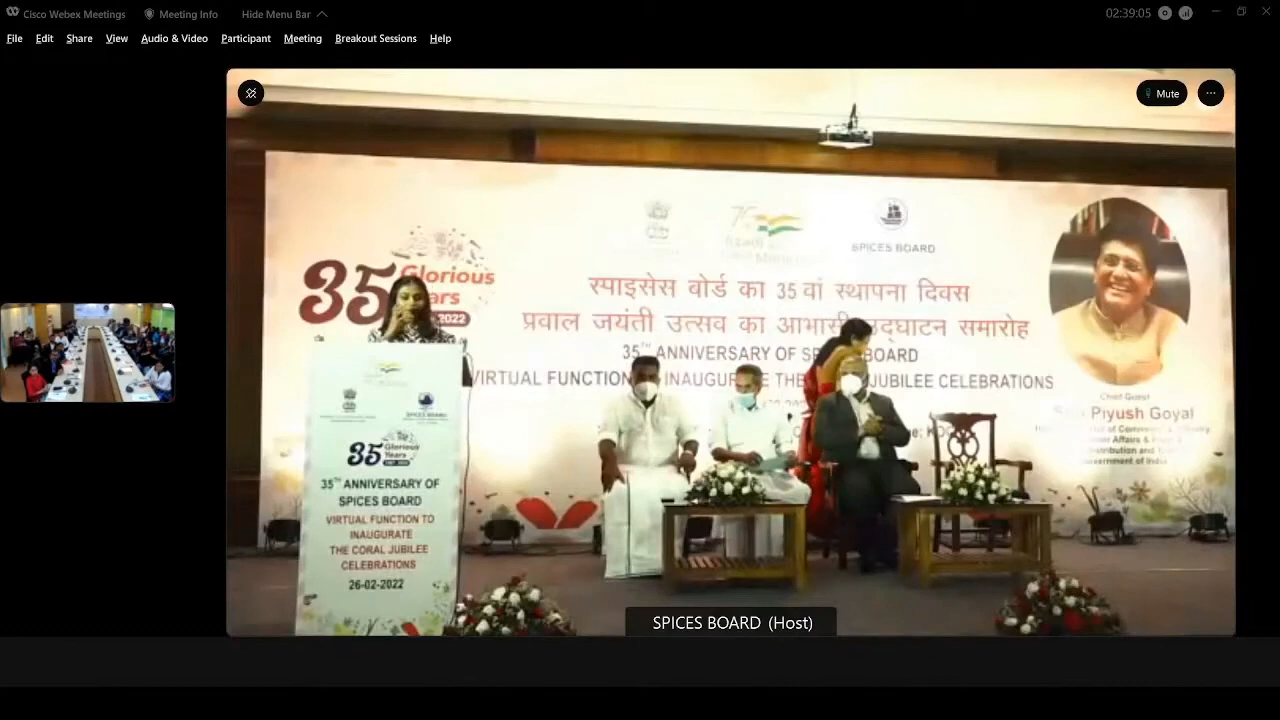 Cisco Webex Meetings
Meeting Info
Hide Menu Bar
02:39:05
File Edit Share View Audio & Video Participant Meeting Breakout Sessions Help
Mute
SPICES BOARD
35 Glorious
Years
2022
स्पाइसेस बोर्ड का 35 वां स्थापना दिवस
प्रवाल जयंती उत्सव का आभासी उद्घाटन समारोह
35TH ANNIVERSARY OF SPICES BOARD
VIRTUAL FUNCTION INAUGURATE THE JUBILEE CELEBRATIONS
Chief Guest
Piyush Goyal
Government of India
SPICES BOARD
35 Glorious
Years
35TH ANNIVERSARY OF
SPICES BOARD
VIRTUAL FUNCTION TO
INAUGURATE
THE CORAL JUBILEE
CELEBRATIONS
26-02-2022
SPICES BOARD (Host)